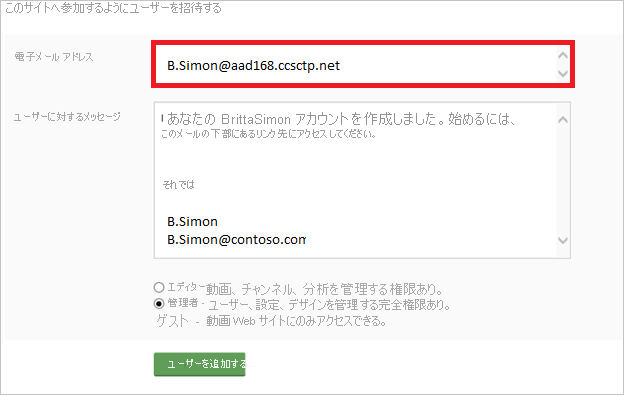 このサイトへ参加するようにユーザーを招待する
電子メール アドレス
B.Simon@aad168.ccsctp.net
ユーザーに対するメッセージ
あなたの BrittaSimon アカウントを作成しました。始めるには、
このメールの下部にあるリンク先にアクセスしてください。
それでは
B.Simon
B.Simon@contoso.com
エディター動画、チャンネル、分析を管理する権限あり。
管理者 - ユーザー、設定、デザインを管理する完全権限あり。
ゲスト - 動画 Web サイトにのみアクセスできる。
ユーザーを追加する